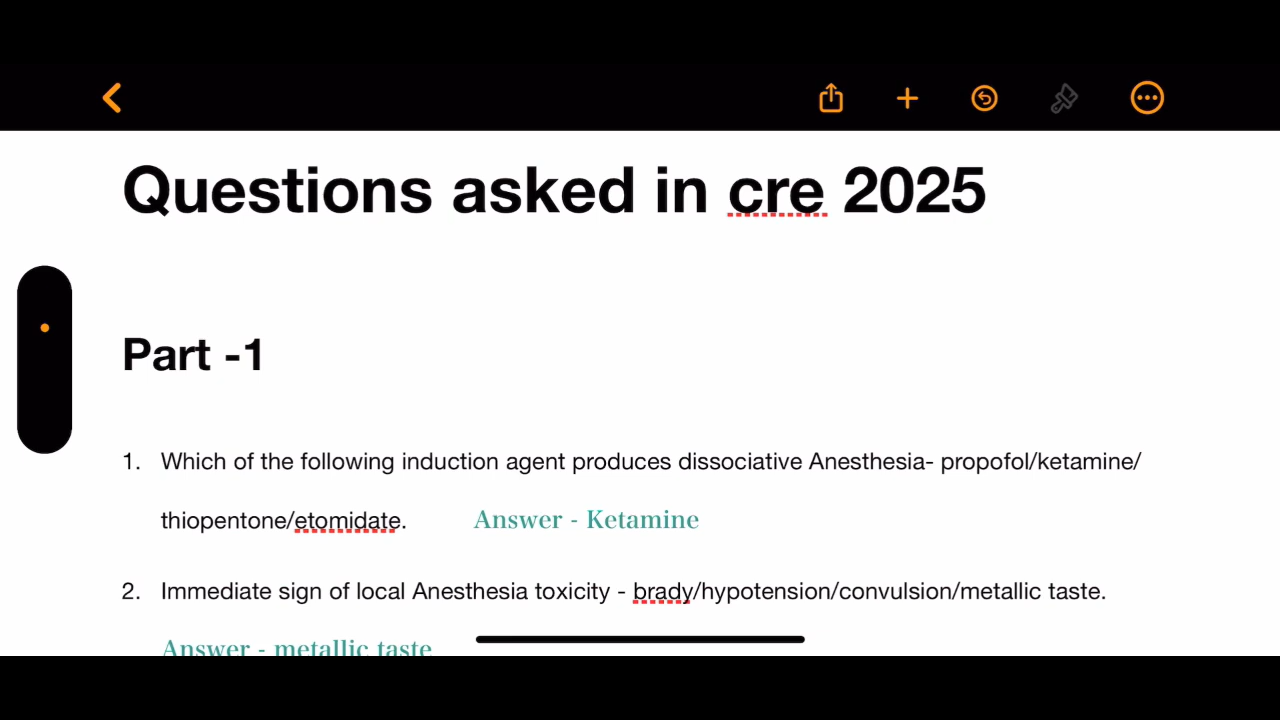 Questions asked in cre 2025
Part -1
1. Which of the following induction agent produces dissociative Anesthesia- propofol/ketamine/
thiopentone/etomidate. Answer - Ketamine
2. Immediate sign of local Anesthesia toxicity - brady/hypotension/convulsion/metallic taste.
Answer - metallic taste